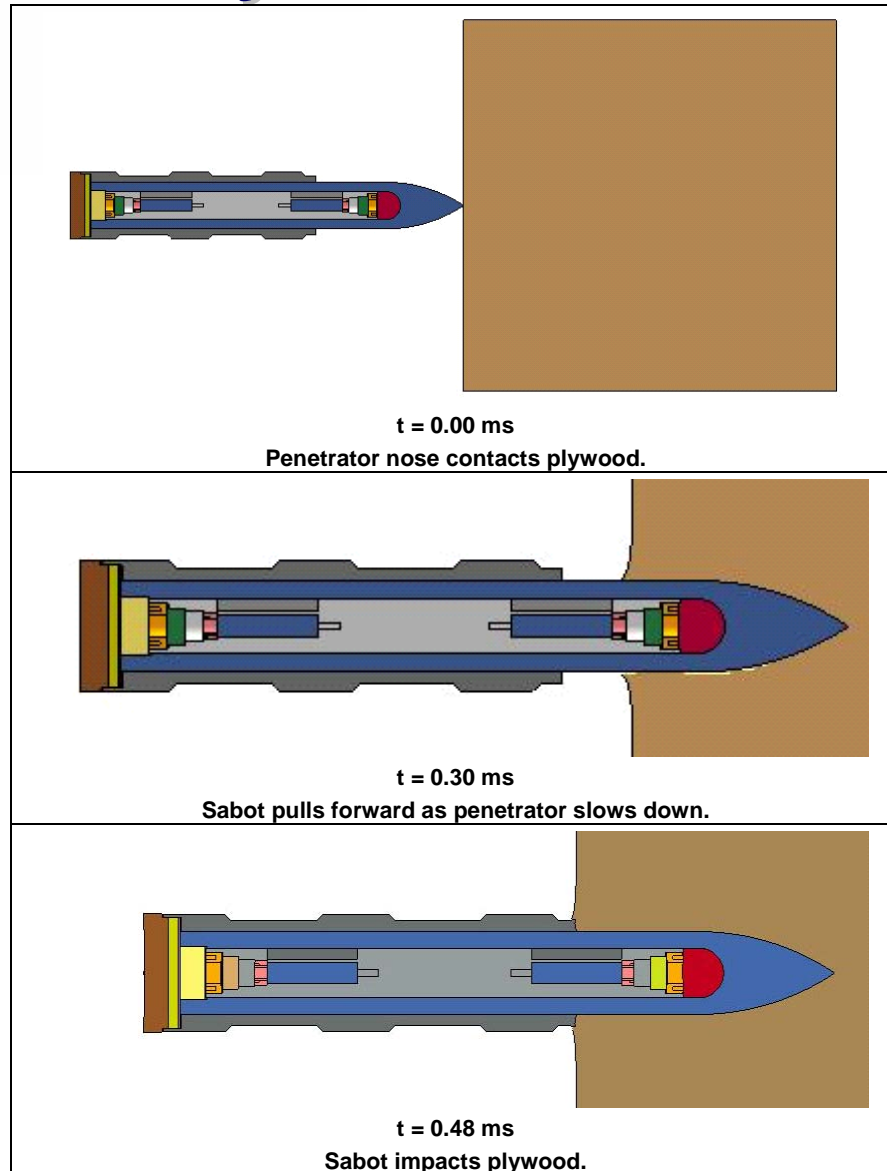 t = 0.00 ms
Penetrator nose contacts plywood.
t = 0.30 ms
Sabot pulls forward as penetrator slows down.
t = 0.48 ms
Sabot impacts plywood.